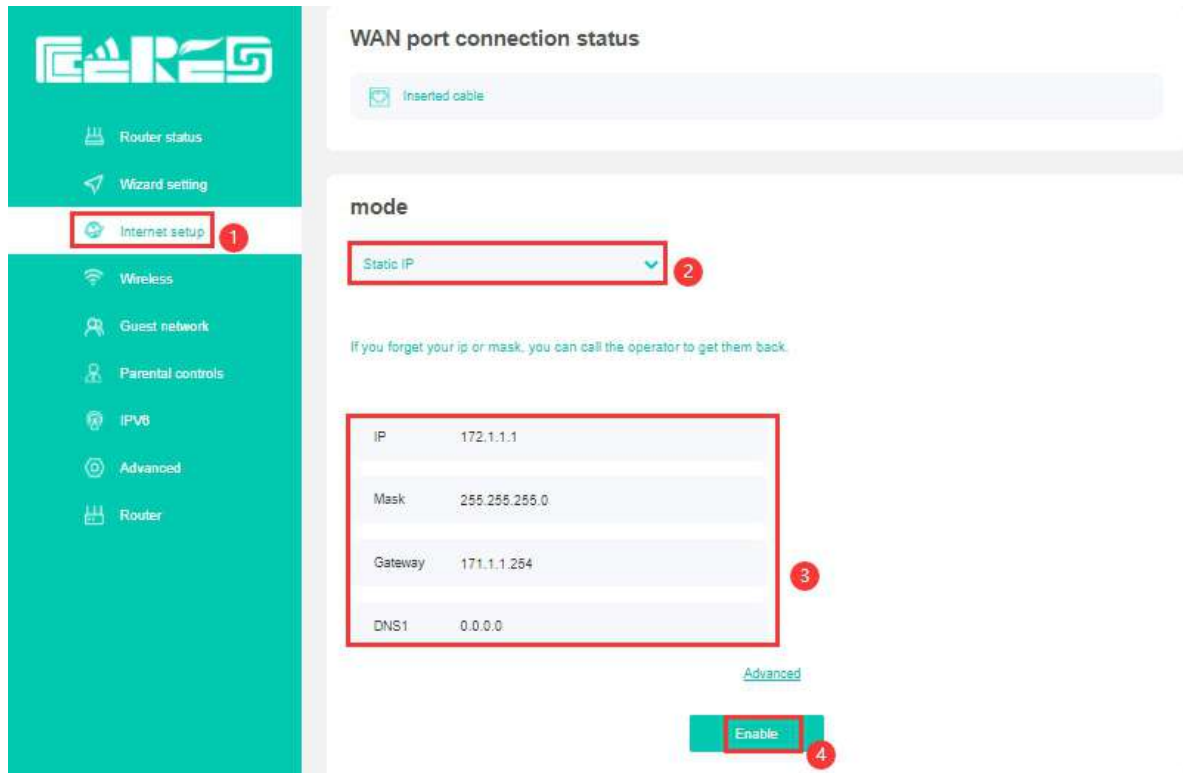 WAN port connection status
Inserted cable
Router status
Wizard setting
Internet setup 1
Wireless
Guest network
Parental controls
IPV6
Advanced
Router
mode
Static IP 2
If you forget your ip or mask, you can call the operator to get them back.
IP 172.1.1.1
Mask 255.255.255.0
Gateway 171.1.1.254
3
DNS1 0.0.0.0
Advanced
Enable 4